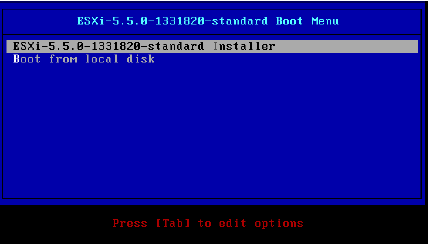 ESXi-5.5.0-1331820-standard Boot Menu
ESXi-5.5.0-1331820-standard Installer
Boot from local disk
Press [Tab] to edit options